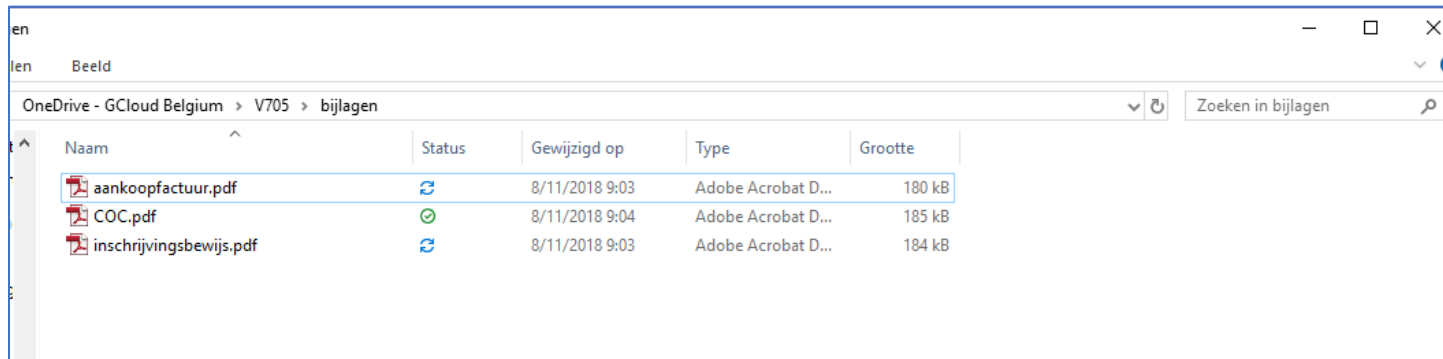 en
len Beeld
OneDrive - GCloud Belgium > V705 > bijlagen Zoeken in bijlagen
Naam Status Gewijzigd op Type Grootte
aankoopfactuur.pdf 8/11/2018 9:03 Adobe Acrobat D... 180 kB
COC.pdf 8/11/2018 9:04 Adobe Acrobat D... 185 kB
inschrijvingsbewijs.pdf 8/11/2018 9:03 Adobe Acrobat D... 184 kB